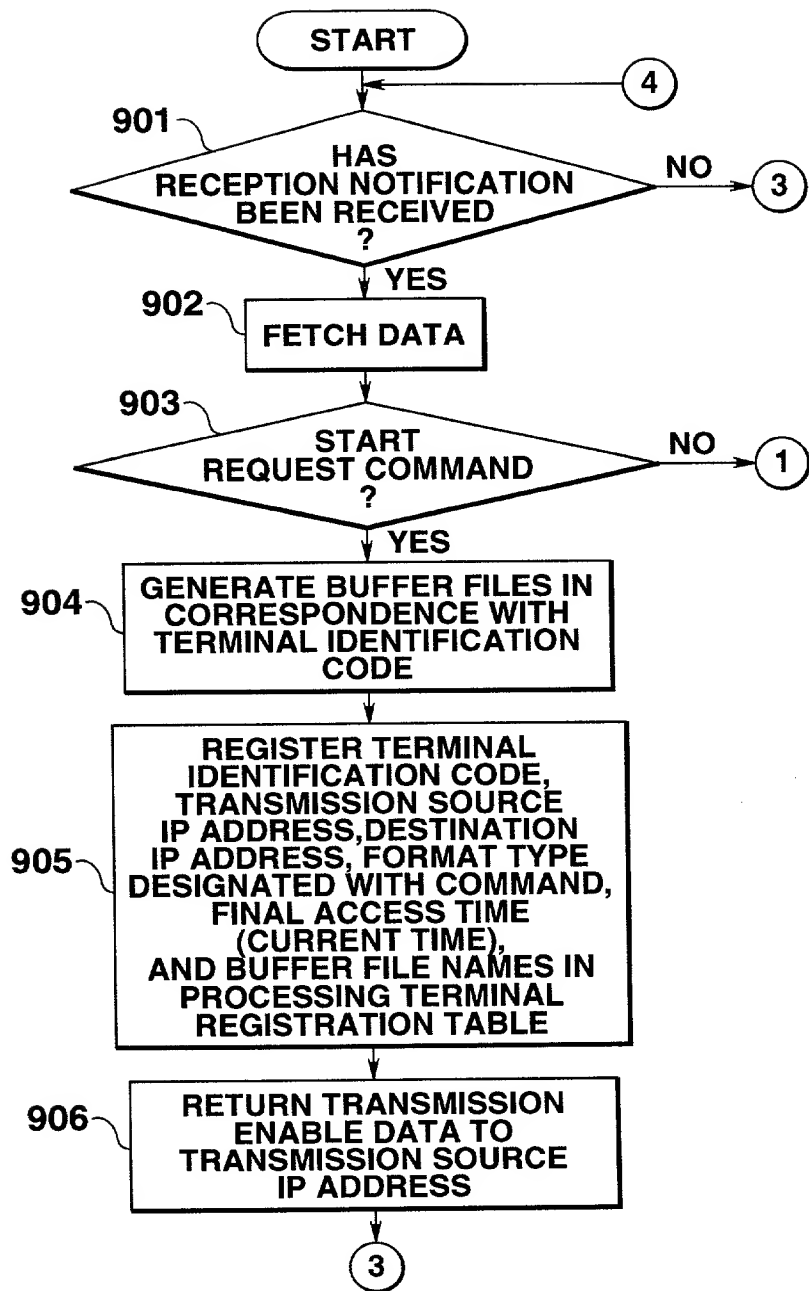 START
4
901
HAS
RECEPTION NOTIFICATION
BEEN RECEIVED
?
NO
3
YES
902
FETCH DATA
903
START
REQUEST COMMAND
?
NO
1
YES
904
GENERATE BUFFER FILES IN
CORRESPONDENCE WITH
TERMINAL IDENTIFICATION
CODE
905
REGISTER TERMINAL
IDENTIFICATION CODE,
TRANSMISSION SOURCE
IP ADDRESS,DESTINATION
IP ADDRESS, FORMAT TYPE
DESIGNATED WITH COMMAND,
FINAL ACCESS TIME
(CURRENT TIME),
AND BUFFER FILE NAMES IN
PROCESSING TERMINAL
REGISTRATION TABLE
906
RETURN TRANSMISSION
ENABLE DATA TO
TRANSMISSION SOURCE
IP ADDRESS
3